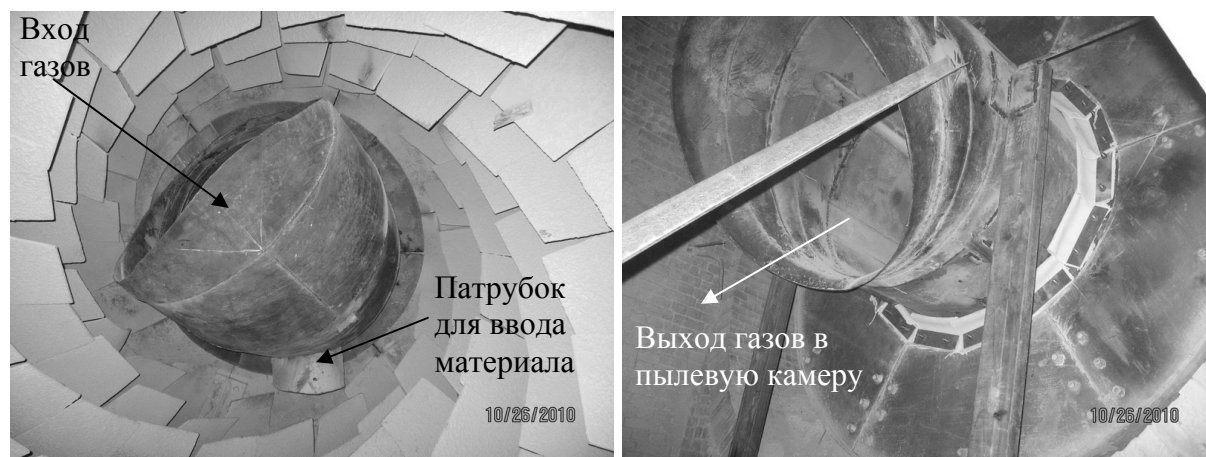 Вход
газов
Патрубок
для ввода
материала
10/26/2010
Выход газов в
пылевую камеру
10/26/2010